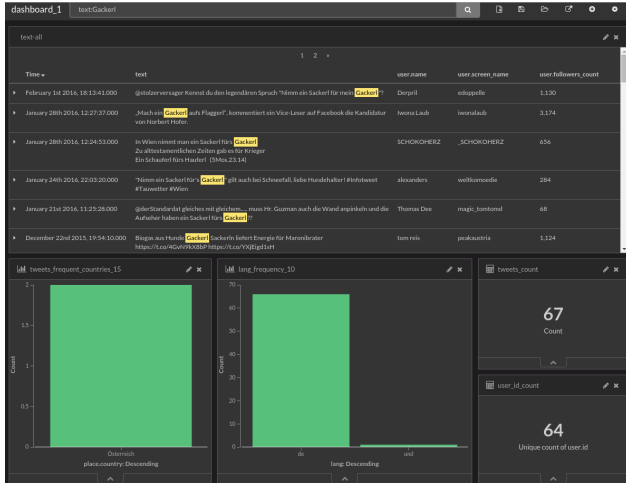 dashboard_1 text:Gackerl
text-all
1 2 »
Time text user.name user.screen_name user.followers_count
February 1st 2016, 18:13:41.000 @stolzerversager Kennst du den legendären Spruch "Nimm ein Sackerl für mein Gackerl"? Derpril edoppelle 1,130
January 28th 2016, 12:27:37.000 „Mach ein Gackerl aufs Flaggerl", kommentiert ein Vice-Leser auf Facebook die Kandidatur Iwona Laub iwonalaub 3,174
von Norbert Hofer.
January 28th 2016, 12:24:53.000 In Wien nimmt man ein Sackerl fürs Gackerl SCHOKOHERZ _SCHOKOHERZ 656
Zu alttestamentlichen Zeiten gab es für Krieger
Ein Schauferl fürs Hauferl (5Mos.23.14)
January 24th 2016, 22:03:20.000 "Nimm ein Sackerl für's Gackerl" gilt auch bei Schneefall, liebe Hundehalter! #Infotweet alexanders weltkomoedie 284
#Tauwetter #Wien
January 21st 2016, 11:25:28.000 @derStandardat gleiches mit gleichem..... muss Hr. Guzman auch die Wand anpinkeln und die Thomas Dee magic_tomtomd 68
Aufseher haben ein Sackerl fürs Gackerl!?
December 22nd 2015, 19:54:10.000 Biogas aus Hunde Gackerl Sackerln liefert Energie für Maronibrater tom reis peakaustria 1,124
tweets_frequent_countries_15
Count
2
1.5
1
0.5
0
Österreich
place.country: Descending
lang_frequency_10
Count
70
60
50
40
30
20
10
0
de und
lang: Descending
tweets_count
67
Count
user_id_count
64
Unique count of user.id